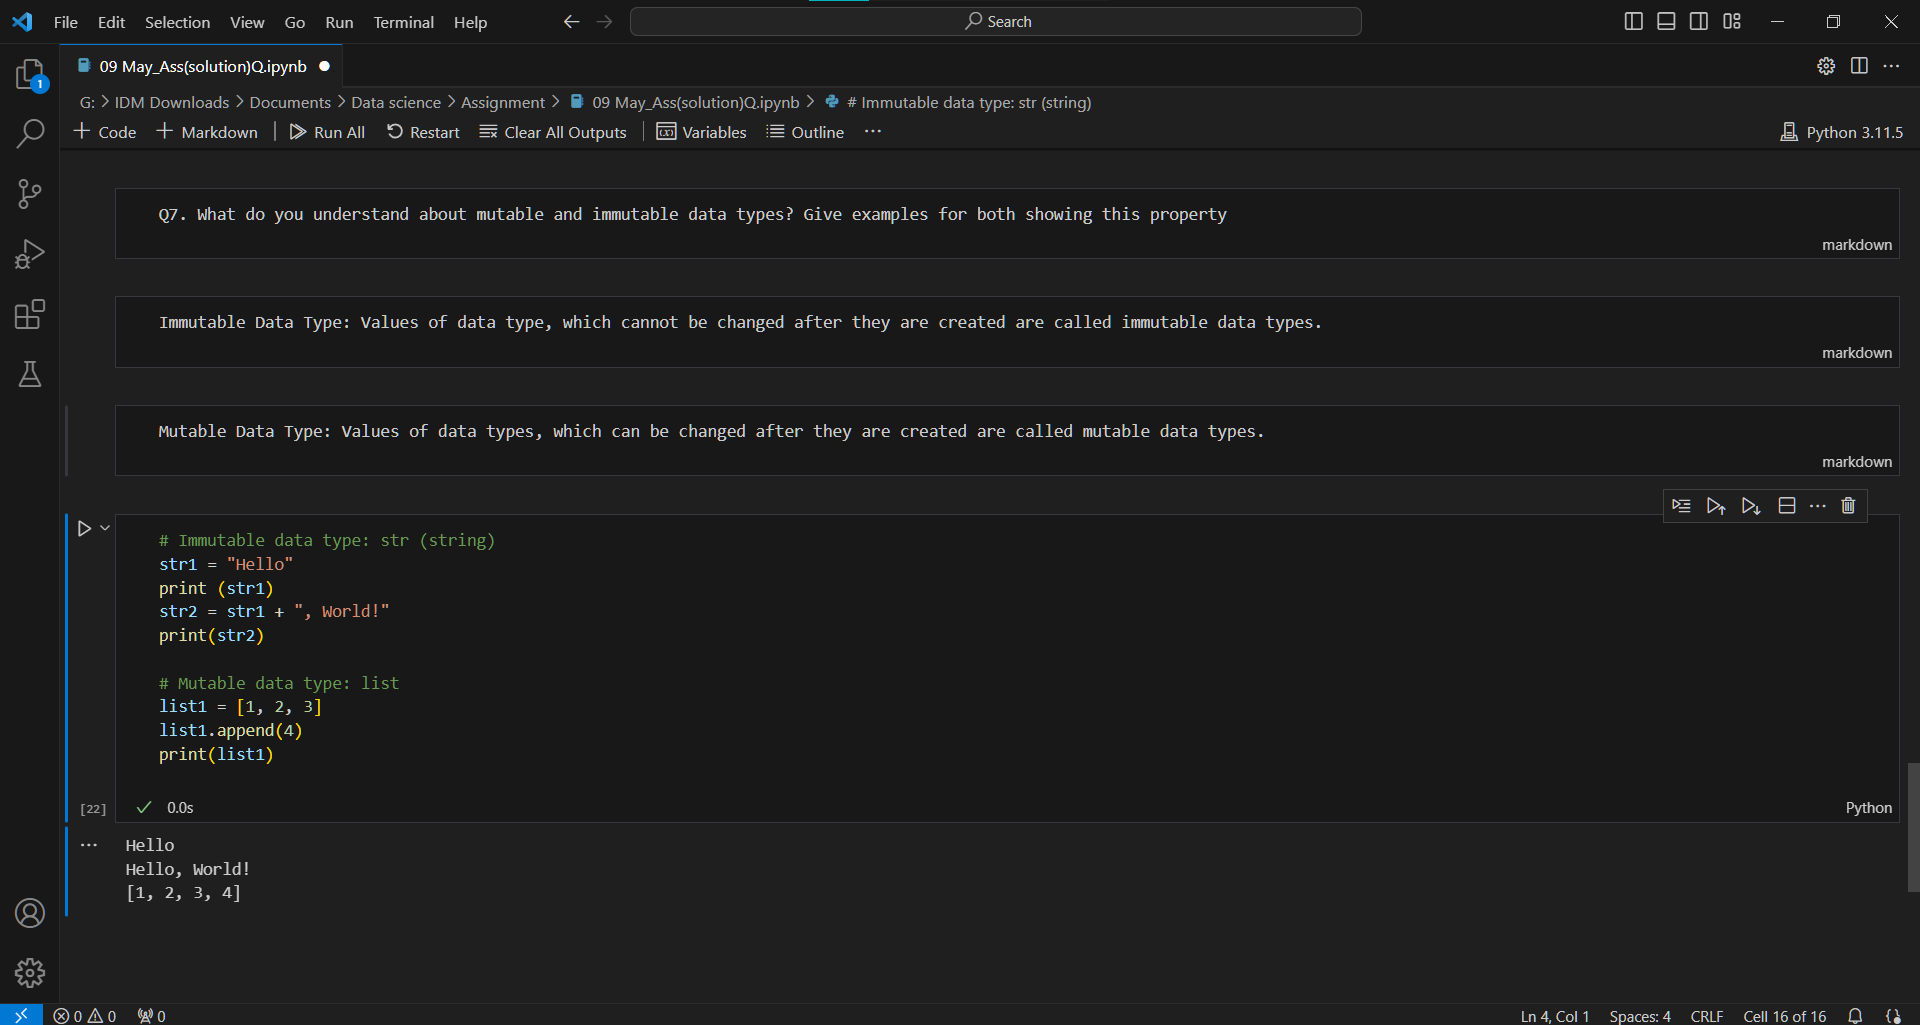 File Edit Selection View Go Run Terminal Help Search
09 May_Ass(solution)Q.ipynb
G: > IDM Downloads > Documents > Data science > Assignment > 09 May_Ass(solution)Q.ipynb > # Immutable data type: str (string)
+ Code + Markdown | Run All Restart Clear All Outputs | Variables Outline ... Python 3.11.5
Q7. What do you understand about mutable and immutable data types? Give examples for both showing this property
markdown
Immutable Data Type: Values of data type, which cannot be changed after they are created are called immutable data types.
markdown
Mutable Data Type: Values of data types, which can be changed after they are created are called mutable data types.
markdown
# Immutable data type: str (string)
str1 = "Hello"
print (str1)
str2 = str1 + ", World!"
print(str2)
# Mutable data type: list
list1 = [1, 2, 3]
list1.append(4)
print(list1)
[22] 0.0s Python
Hello
Hello, World!
[1, 2, 3, 4]
1
0 0 0 Ln 4, Col 1 Spaces: 4 CRLF Cell 16 of 16